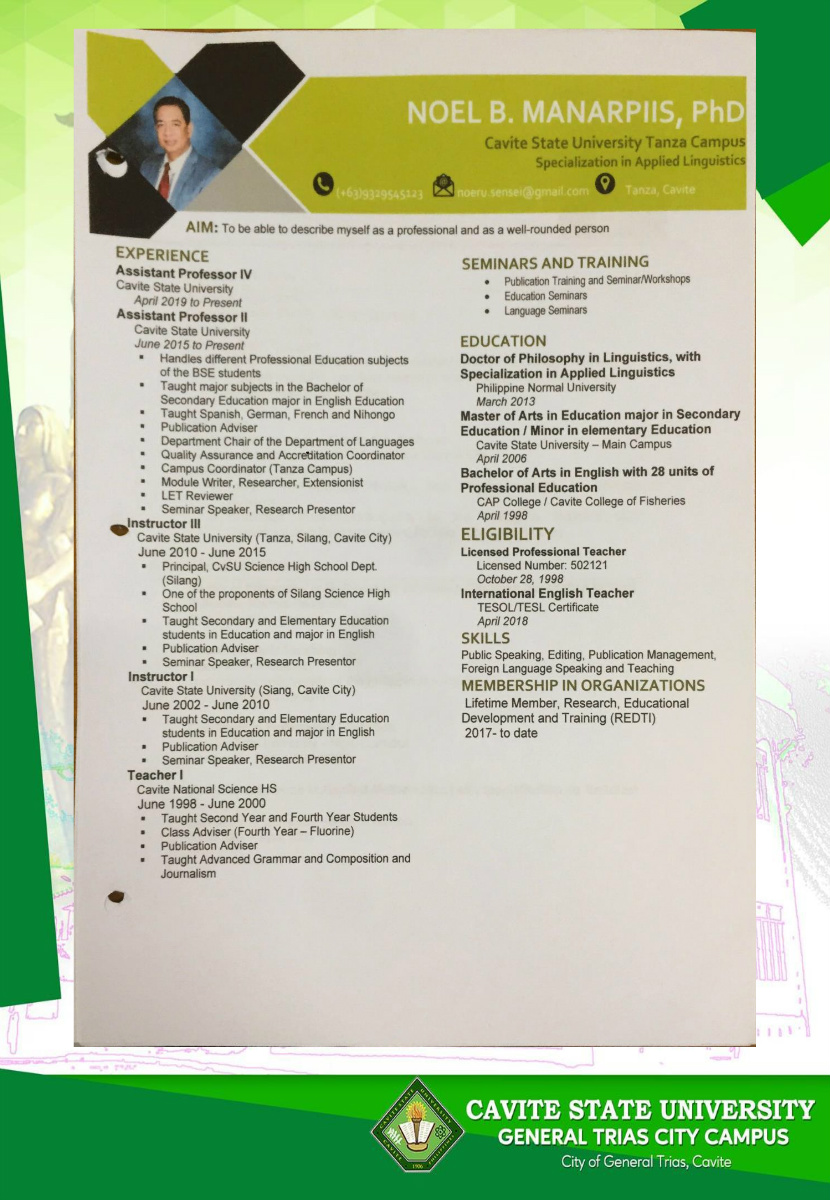 NOEL B. MANARPIIS, PhD
Cavite State University Tanza Campus
Specialization in Applied Linguistics
(+63)9329545123 noeru.sensei@gmail.com Tanza, Cavite
AIM: To be able to describe myself as a professional and as a well-rounded person
EXPERIENCE
Assistant Professor IV
Cavite State University
April 2019 to Present
Assistant Professor II
Cavite State University
June 2015 to Present
▪ Handles different Professional Education subjects
of the BSE students
▪ Taught major subjects in the Bachelor of
Secondary Education major in English Education
▪ Taught Spanish, German, French and Nihongo
▪ Publication Adviser
▪ Department Chair of the Department of Languages
▪ Quality Assurance and Accreditation Coordinator
▪ Campus Coordinator (Tanza Campus)
▪ Module Writer, Researcher, Extensionist
▪ LET Reviewer
▪ Seminar Speaker, Research Presentor
Instructor III
Cavite State University (Tanza, Silang, Cavite City)
June 2010 - June 2015
▪ Principal, CvSU Science High School Dept.
(Silang)
▪ One of the proponents of Silang Science High
School
▪ Taught Secondary and Elementary Education
students in Education and major in English
▪ Publication Adviser
▪ Seminar Speaker, Research Presentor
Instructor I
Cavite State University (Siang, Cavite City)
June 2002 - June 2010
▪ Taught Secondary and Elementary Education
students in Education and major in English
▪ Publication Adviser
▪ Seminar Speaker, Research Presentor
Teacher I
Cavite National Science HS
June 1998 - June 2000
▪ Taught Second Year and Fourth Year Students
▪ Class Adviser (Fourth Year – Fluorine)
▪ Publication Adviser
▪ Taught Advanced Grammar and Composition and
Journalism
SEMINARS AND TRAINING
• Publication Training and Seminar/Workshops
• Education Seminars
• Language Seminars
EDUCATION
Doctor of Philosophy in Linguistics, with
Specialization in Applied Linguistics
Philippine Normal University
March 2013
Master of Arts in Education major in Secondary
Education / Minor in elementary Education
Cavite State University – Main Campus
April 2006
Bachelor of Arts in English with 28 units of
Professional Education
CAP College / Cavite College of Fisheries
April 1998
ELIGIBILITY
Licensed Professional Teacher
Licensed Number: 502121
October 28, 1998
International English Teacher
TESOL/TESL Certificate
April 2018
SKILLS
Public Speaking, Editing, Publication Management,
Foreign Language Speaking and Teaching
MEMBERSHIP IN ORGANIZATIONS
Lifetime Member, Research, Educational
Development and Training (REDTI)
2017- to date
CAVITE STATE UNIVERSITY
CAVITE PHILIPPINES
1906
CAVITE STATE UNIVERSITY
GENERAL TRIAS CITY CAMPUS
City of General Trias, Cavite